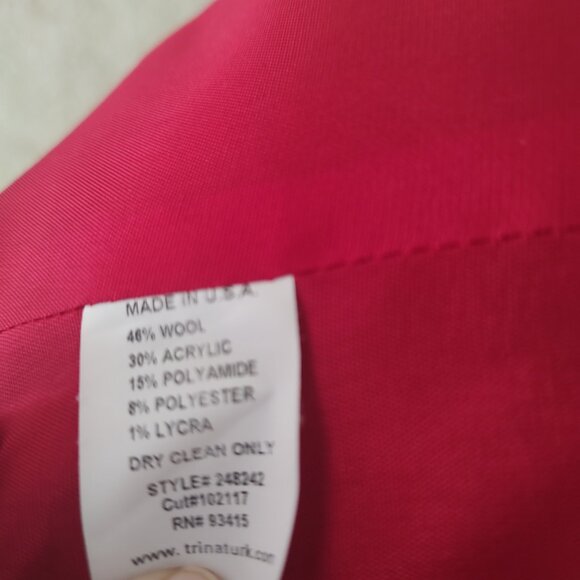 MADE IN U.S.A.
46% WOOL
30% ACRYLIC
15% POLYAMIDE
8% POLYESTER
1% LYCRA
DRY CLEAN ONLY
STYLE# 248242
Cut#102117
RN# 93415
www. trinaturk.com